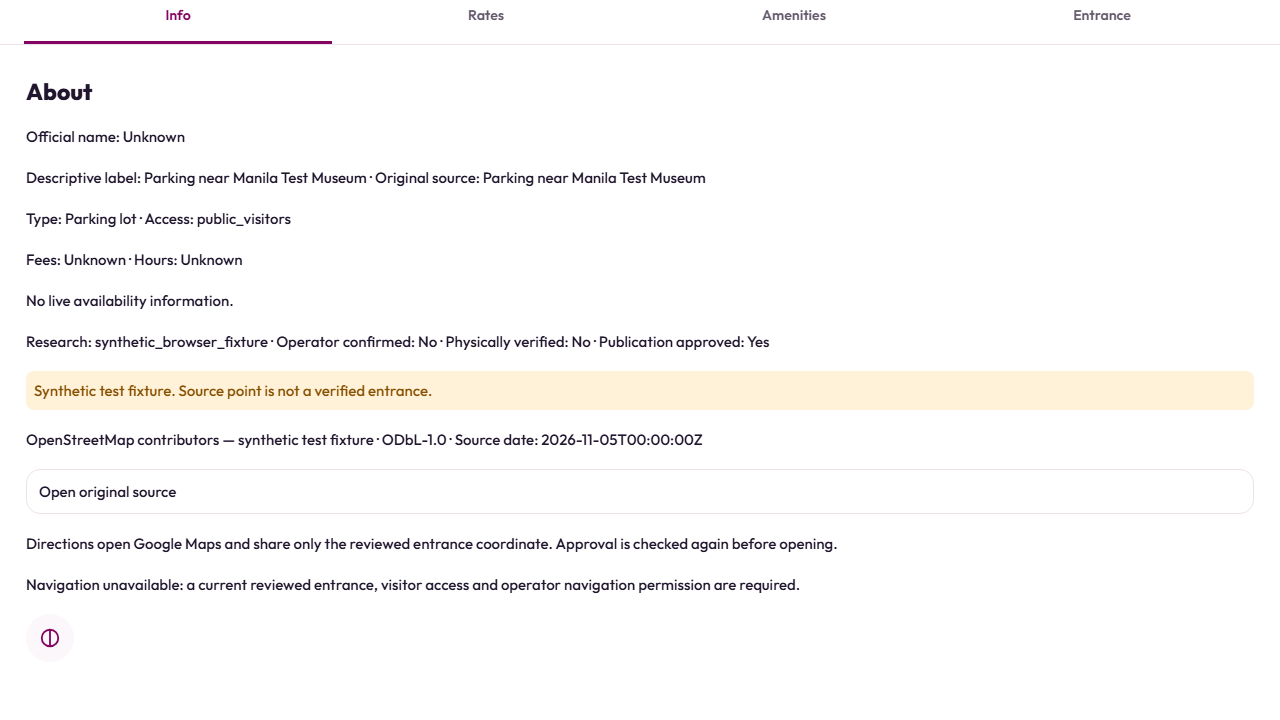 Info
Rates
Amenities
Entrance
About
Official name: Unknown
Descriptive label: Parking near Manila Test Museum · Original source: Parking near Manila Test Museum
Type: Parking lot · Access: public_visitors
Fees: Unknown · Hours: Unknown
No live availability information.
Research: synthetic_browser_fixture · Operator confirmed: No · Physically verified: No · Publication approved: Yes
Synthetic test fixture. Source point is not a verified entrance.
OpenStreetMap contributors — synthetic test fixture · ODbL-1.0 · Source date: 2026-11-05T00:00:00Z
Open original source
Directions open Google Maps and share only the reviewed entrance coordinate. Approval is checked again before opening.
Navigation unavailable: a current reviewed entrance, visitor access and operator navigation permission are required.